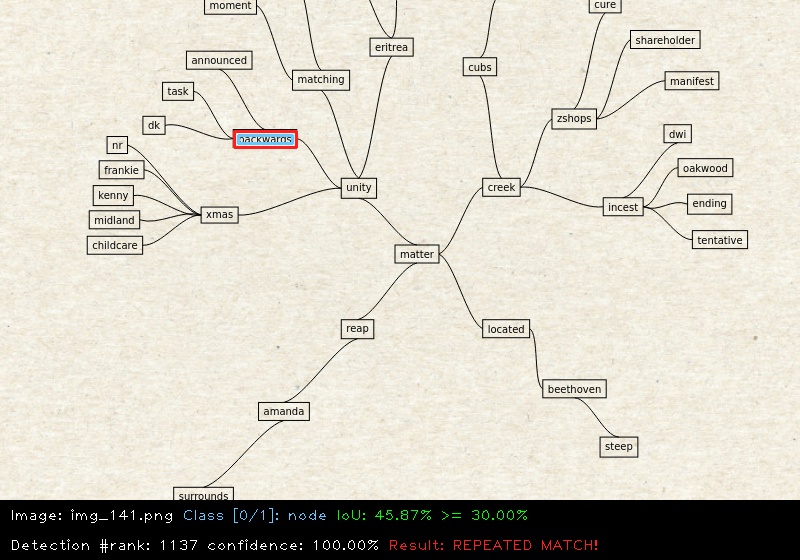 moment
cure
eritrea
shareholder
announced
cubs
matching
manifest
task
zshops
dk
dwi
backwards
nr
frankie
oakwood
unity
creek
kenny
ending
incest
xmas
midland
tentative
childcare
matter
reap
located
beethoven
amanda
steep
surrounds
Image: img_141.png Class [0/1]: node IoU: 45.87% >= 30.00%
Detection #rank: 1137 confidence: 100.00% Result: REPEATED MATCH!